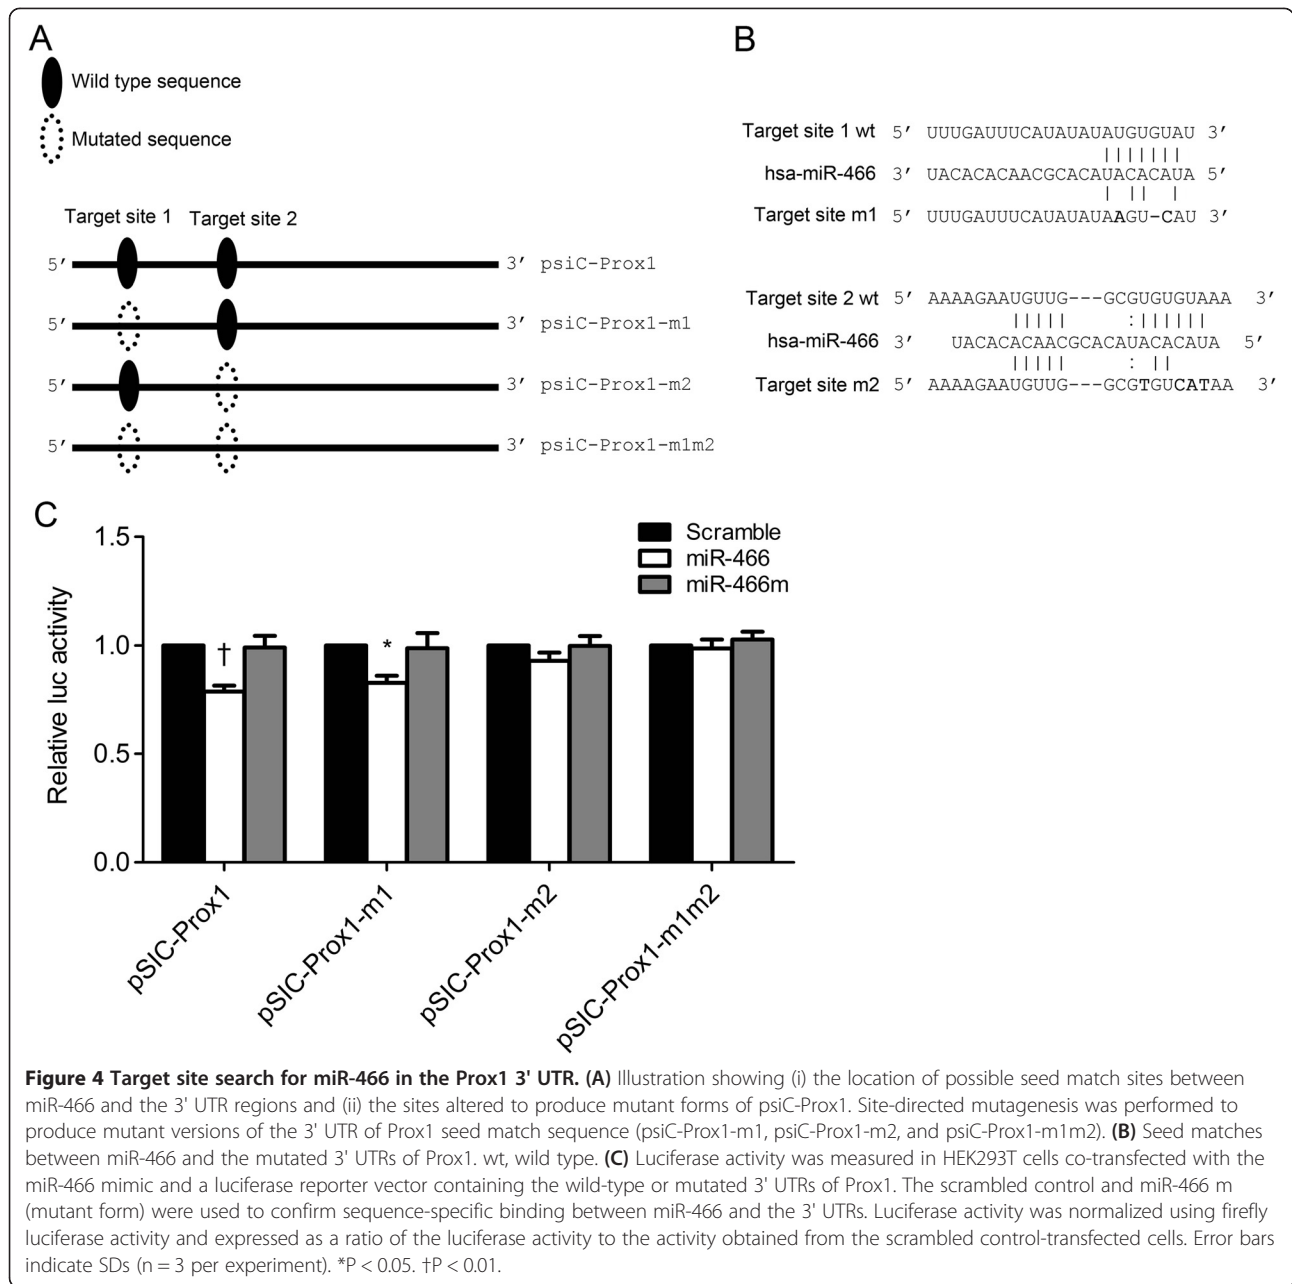 A
Wild type sequence
Mutated sequence
Target site 1 Target site 2
5′ 3′ psiC-Prox1
5′ 3′ psiC-Prox1-m1
5′ 3′ psiC-Prox1-m2
5′ 3′ psiC-Prox1-m1m2
B
Target site 1 wt 5′ UUUGAUUUCAUAUAUAUGUGUAU 3′
| | | | | | |
hsa-miR-466 3′ UACACACAACGCACAUACACAUA 5′
| | | |
Target site m1 5′ UUUGAUUUCAUAUAUAAGU-CAU 3′
Target site 2 wt 5′ AAAAGAAUGUUG---GCGUGUGUAAA 3′
| | | | | : | | | | | |
hsa-miR-466 3′ UACACACAACGCACAUACACAUA 5′
| | | | | : | |
Target site m2 5′ AAAAGAAUGUUG---GCGTGUCATAA 3′
C
Scramble
miR-466
miR-466m
Relative luc activity
1.5
1.0
0.5
0.0
† *
pSIC-Prox1
pSIC-Prox1-m1
pSIC-Prox1-m2
pSIC-Prox1-m1m2
Figure 4 Target site search for miR-466 in the Prox1 3' UTR. (A) Illustration showing (i) the location of possible seed match sites between
miR-466 and the 3' UTR regions and (ii) the sites altered to produce mutant forms of psiC-Prox1. Site-directed mutagenesis was performed to
produce mutant versions of the 3' UTR of Prox1 seed match sequence (psiC-Prox1-m1, psiC-Prox1-m2, and psiC-Prox1-m1m2). (B) Seed matches
between miR-466 and the mutated 3' UTRs of Prox1. wt, wild type. (C) Luciferase activity was measured in HEK293T cells co-transfected with the
miR-466 mimic and a luciferase reporter vector containing the wild-type or mutated 3' UTRs of Prox1. The scrambled control and miR-466 m
(mutant form) were used to confirm sequence-specific binding between miR-466 and the 3' UTRs. Luciferase activity was normalized using firefly
luciferase activity and expressed as a ratio of the luciferase activity to the activity obtained from the scrambled control-transfected cells. Error bars
indicate SDs (n = 3 per experiment). *P < 0.05. †P < 0.01.